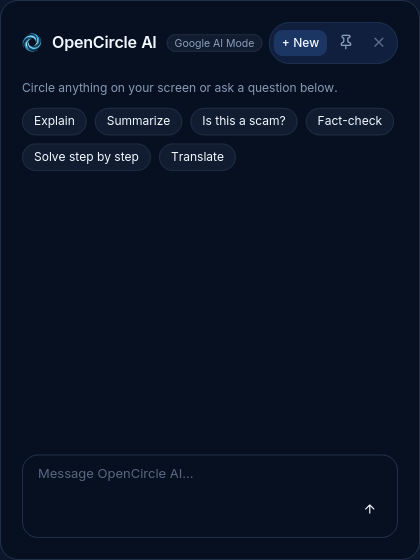 OpenCircle AI Google AI Mode + New
Circle anything on your screen or ask a question below.
Explain Summarize Is this a scam? Fact-check
Solve step by step Translate
Message OpenCircle AI...